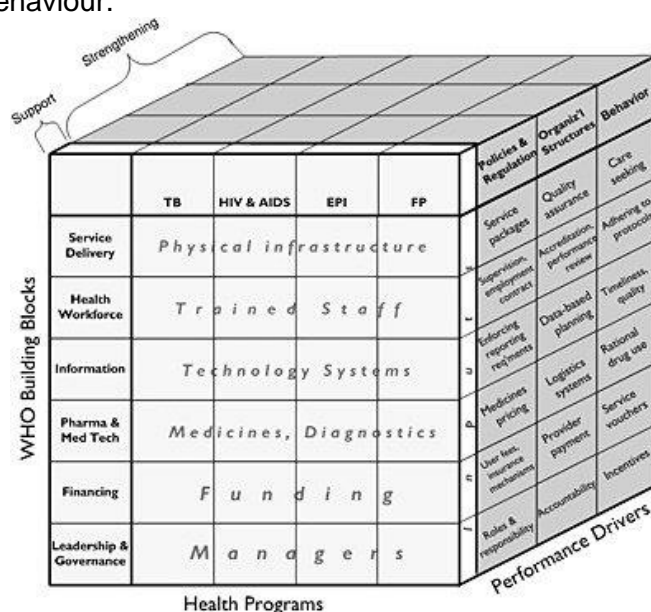 ehaviour.
Support
Strengthening
TB HIV & AIDS EPI FP
Policies &
Regulation
Organiz'l
Structures
Behavior
WHO Building Blocks
Service
Delivery
Physical infrastructure
Service
packages
Quality
assurance
Care
seeking
Health
Workforce
Trained Staff
Supervision,
employment
contract
Accreditation,
performance
review
Adhering to
protocols
Information
Technology Systems
Enforcing
reporting
req'ments
Data-based
planning
Timeliness,
quality
Pharma &
Med Tech
Medicines, Diagnostics
Medicines
pricing
Logistics
systems
Rational
drug use
Financing
Funding
User fees,
insurance
mechanisms
Provider
payment
Service
vouchers
Leadership &
Governance
Managers
Roles &
responsibility
Accountability
Incentives
Inputs
Health Programs
Performance Drivers